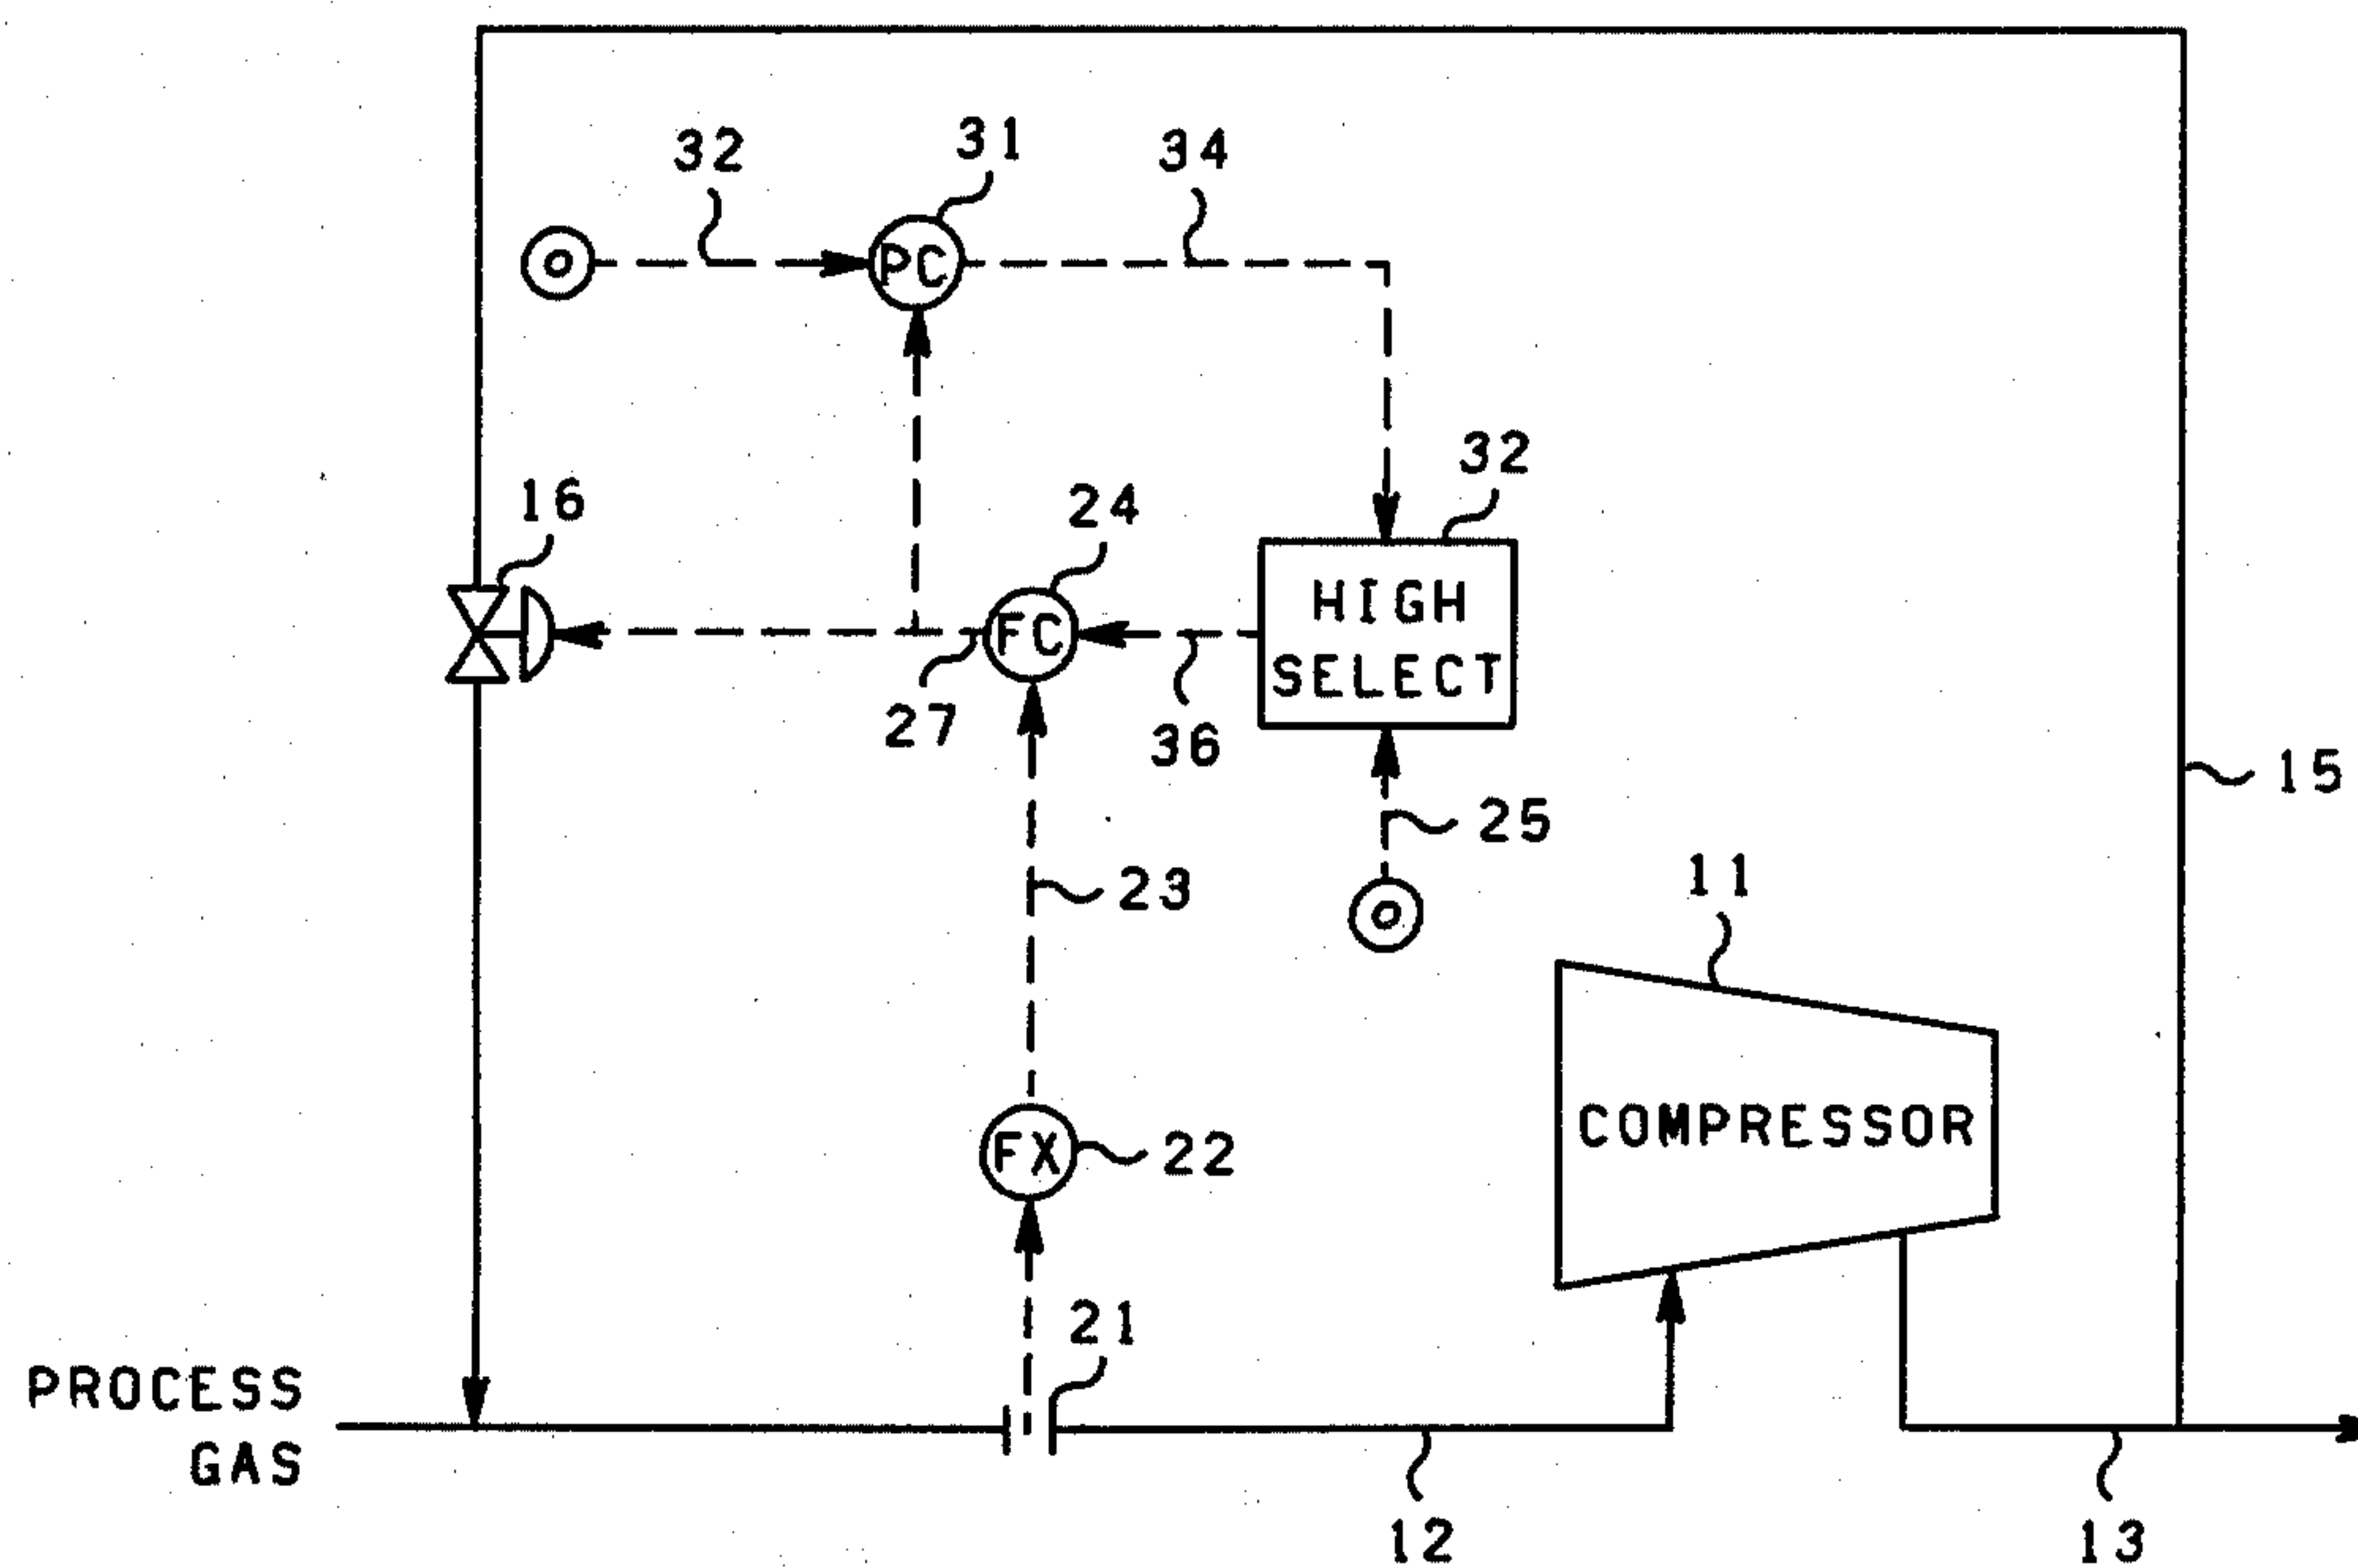 32
31
34
PC
32
16
24
HIGH
SELECT
FC
27
36
15
25
11
23
COMPRESSOR
FX
22
21
PROCESS
GAS
12
13